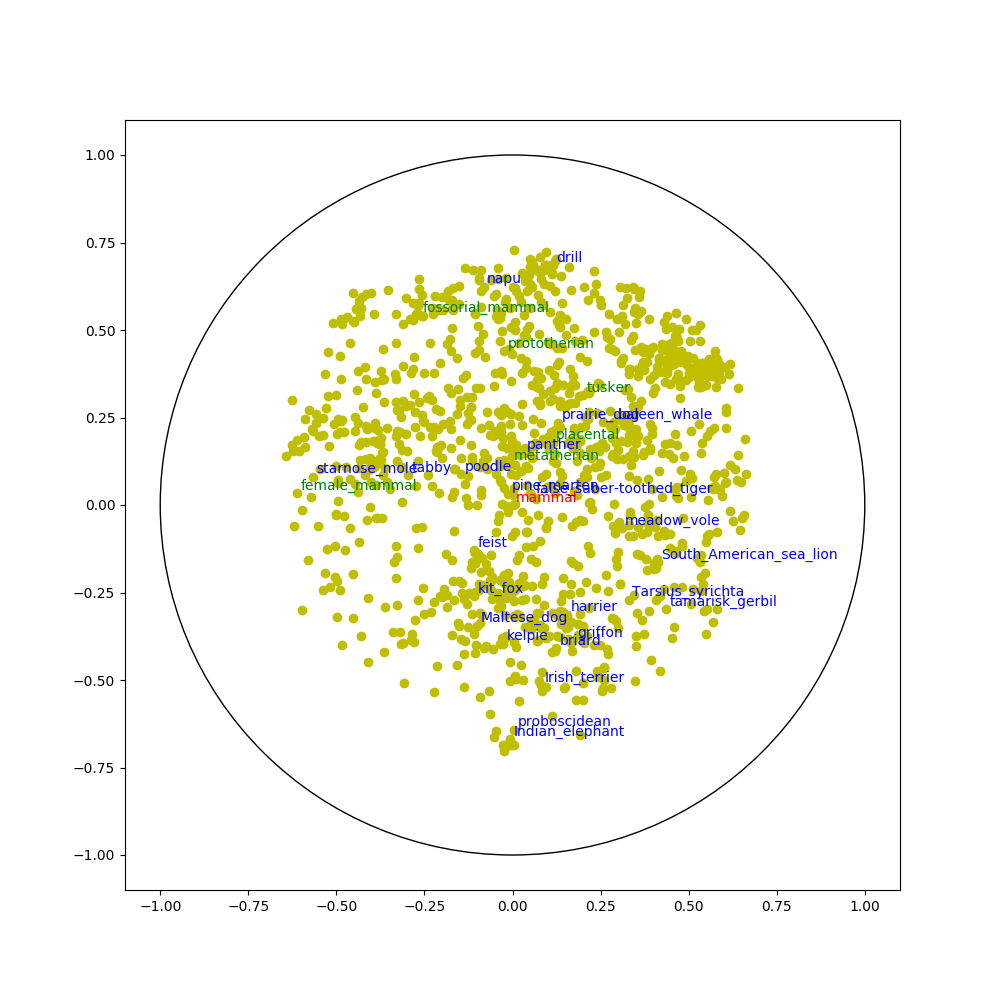 1.00
0.75
0.50
0.25
0.00
−0.25
−0.50
−0.75
−1.00
drill
napu
fossorial_mammal
prototherian
tusker
prairie_dog
baleen_whale
placental
panther
metatherian
starnose_mole
tabby
poodle
female_mammal
pine_marten
false_saber-toothed_tiger
mammal
meadow_vole
feist
South_American_sea_lion
kit_fox
Tarsius_syrichta
tamarisk_gerbil
harrier
Maltese_dog
griffon
kelpie
briard
Irish_terrier
proboscidean
Indian_elephant
−1.00 −0.75 −0.50 −0.25 0.00 0.25 0.50 0.75 1.00